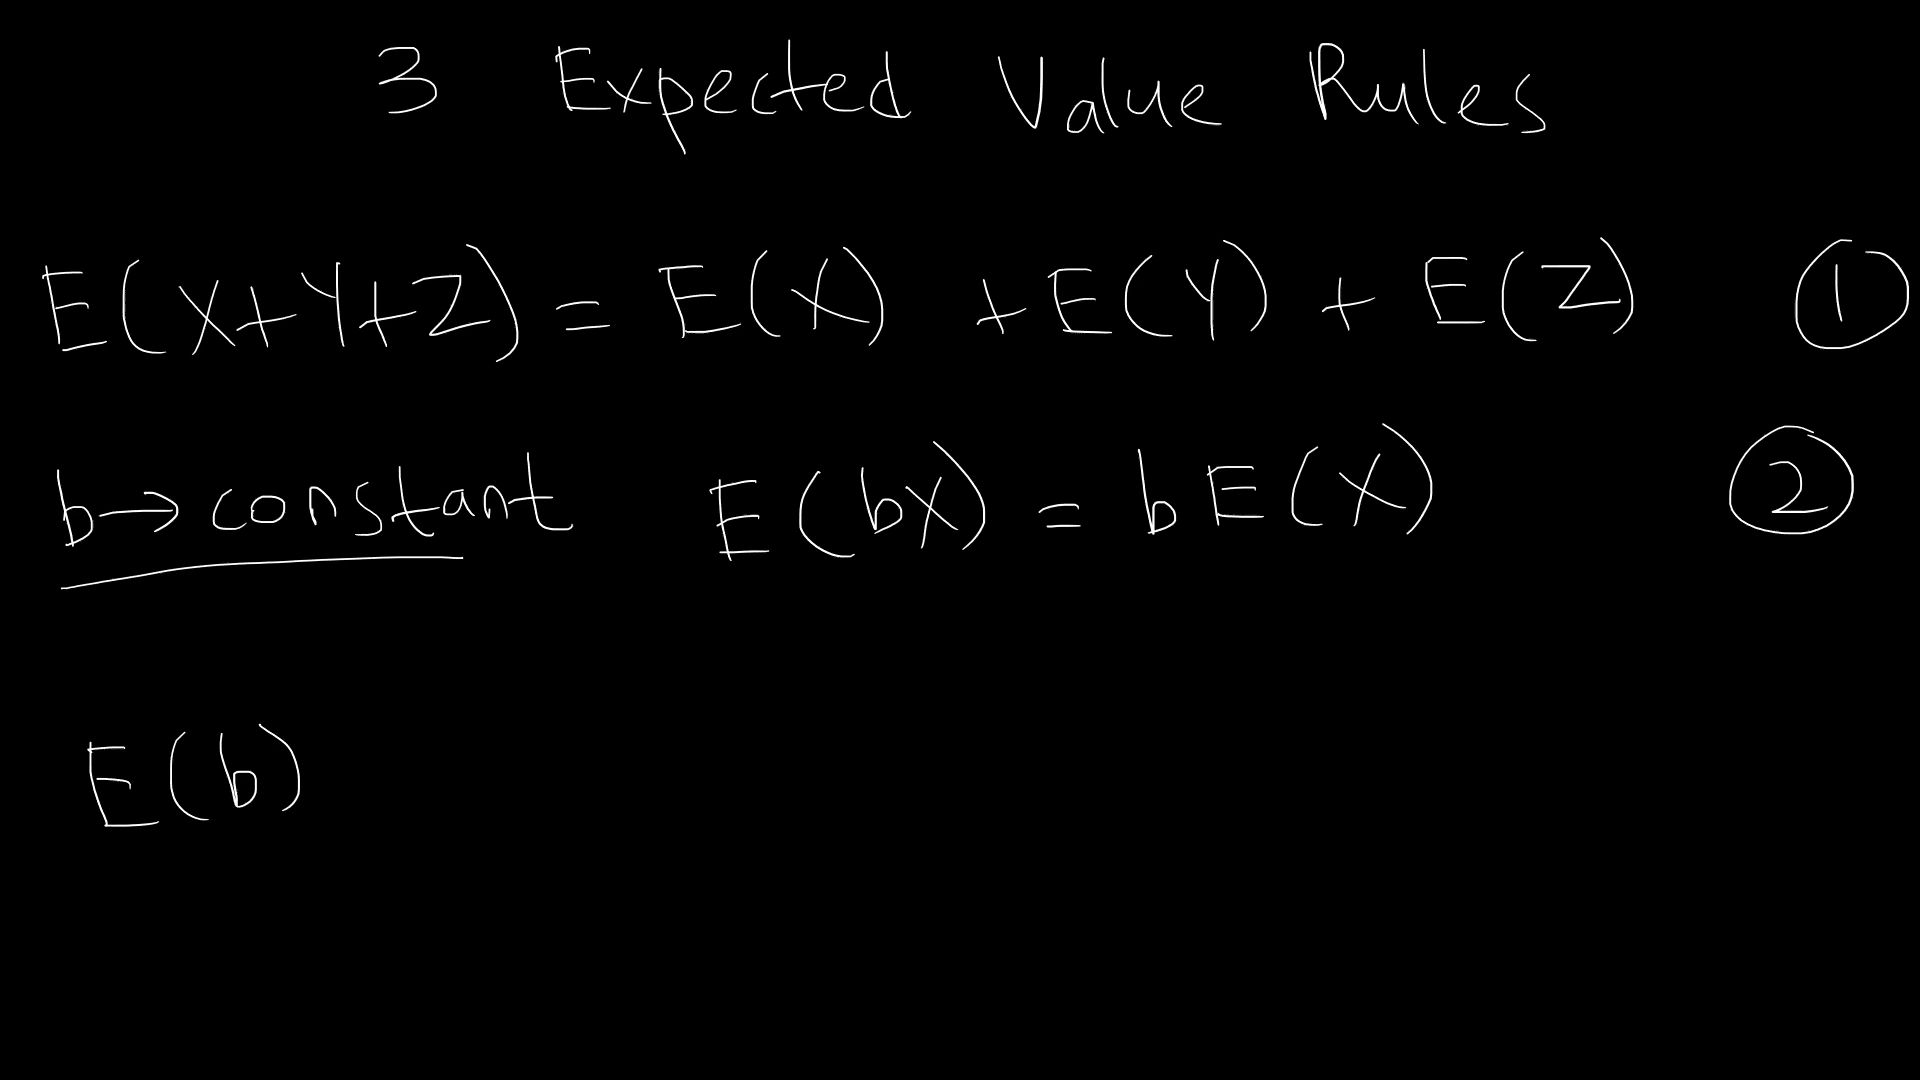 3 Expected Value Rules
E(X+Y+Z) = E(X) + E(Y) + E(Z) 1
b→constant E(bX) = bE(X) 2
E(b)